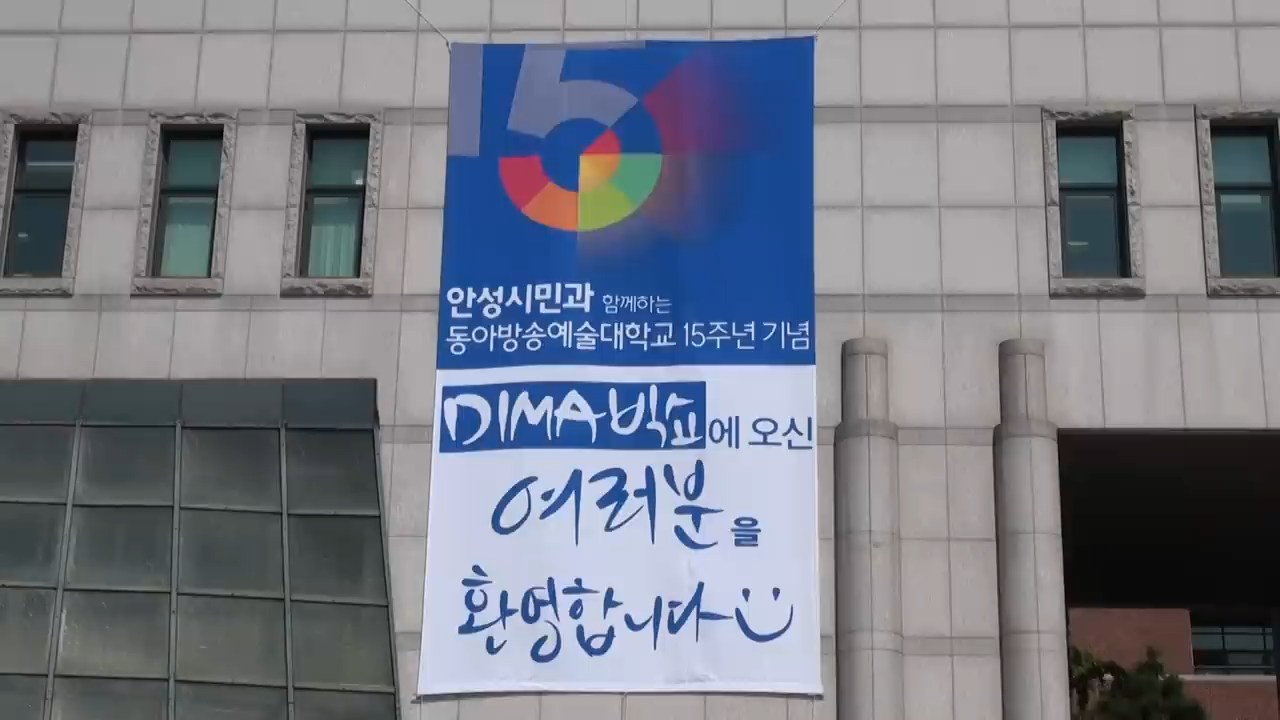 15
안성시민과 함께하는
동아방송예술대학교 15주년 기념
DIMA빅쇼에 오신
여러분을
환영합니다